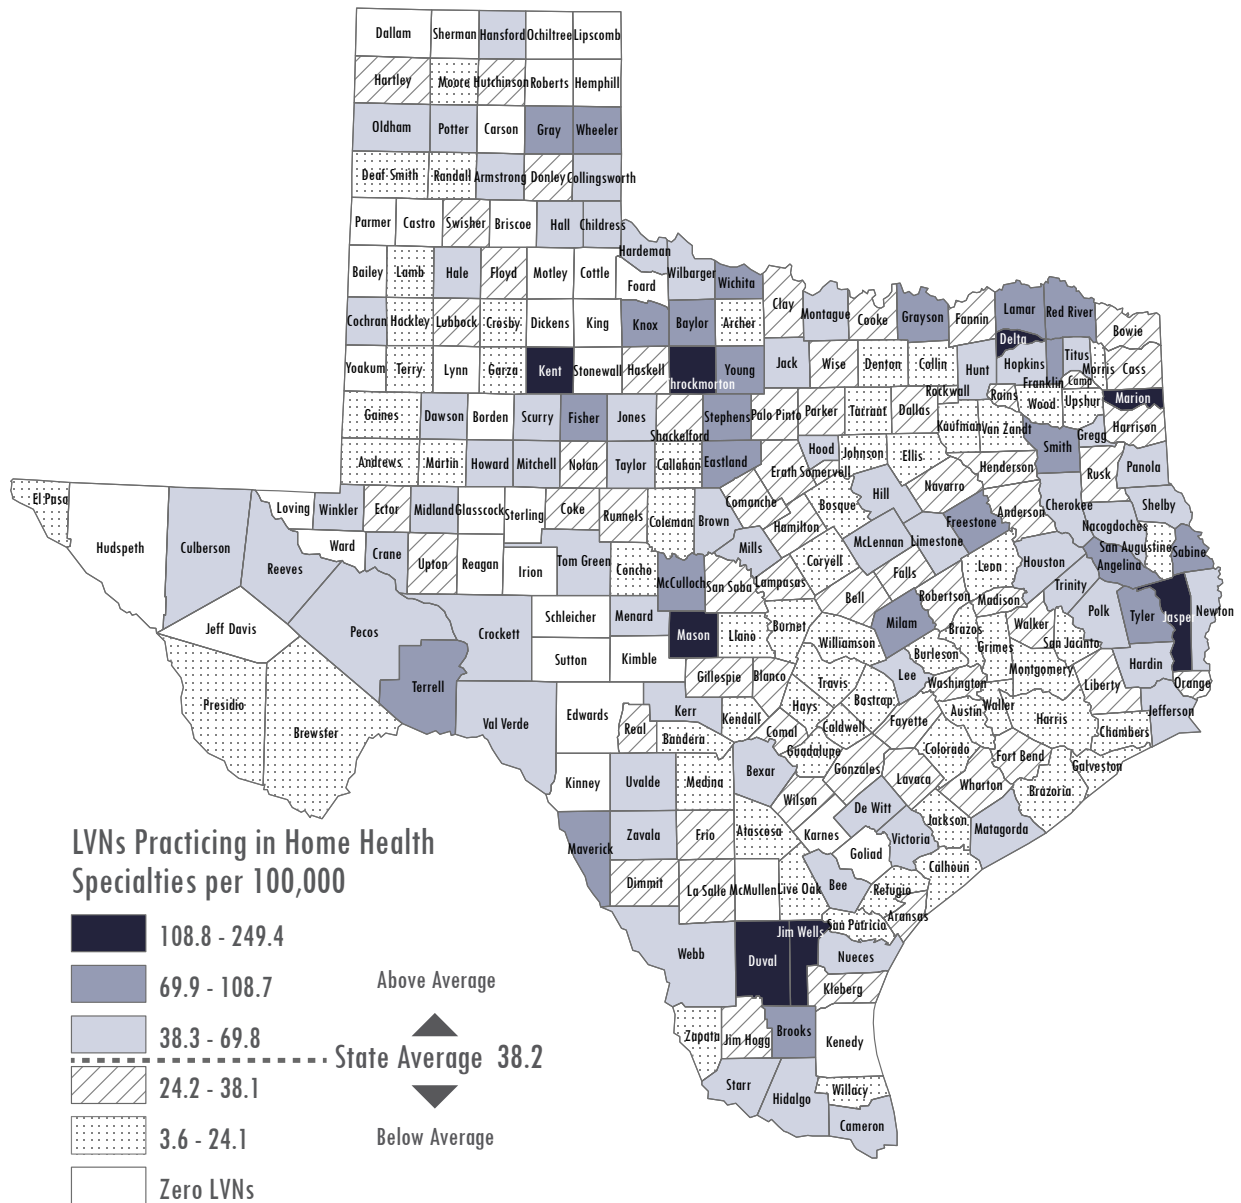 Dallam Sherman Hansford Ochiltree Lipscomb
Hartley Moore Hutchinson Roberts Hemphill
Oldham Potter Carson Gray Wheeler
Deaf Smith Randall Armstrong Donley Collingsworth
Parmer Castro Swisher Briscoe Hall Childress
Hardeman
Bailey Lamb Hale Floyd Motley Cottle Foard Wilbarger Wichita
Clay Montague Cooke Grayson Fannin Lamar Red River Bowie
Cochran Hockley Lubbock Crosby Dickens King Knox Baylor Archer
Delta
Yoakum Terry Lynn Garza Kent Stonewall Haskell Throckmorton Young Jack Wise Denton Collin Hunt Hopkins Franklin Titus Camp Morris Cass
Rockwall Rains Wood Upshur Marion
Gaines Dawson Borden Scurry Fisher Jones Shackelford Stephens Palo Pinto Parker Tarrant Dallas Kaufman Van Zandt Smith Gregg Harrison
Andrews Martin Howard Mitchell Nolan Taylor Callahan Eastland Erath Hood Somervell Johnson Ellis Henderson Rusk Panola
El Paso Hudspeth Culberson Reeves Loving Winkler Ector Midland Glasscock Sterling Coke Runnels Coleman Brown Comanche Hamilton Bosque Hill Navarro Freestone Anderson Cherokee Nacogdoches Shelby
Ward Crane Upton Reagan Irion Tom Green Concho McCulloch San Saba Mills Lampasas Coryell McLennan Limestone Falls Leon Houston Angelina San Augustine Sabine
Jeff Davis Pecos Crockett Schleicher Menard Mason Llano Burnet Bell Williamson Milam Robertson Madison Trinity Polk Tyler Jasper Newton
Brazos Grimes Walker San Jacinto Burleson
Presidio Brewster Terrell Val Verde Sutton Kimble Gillespie Blanco Travis Lee Bastrop Washington Montgomery Liberty Hardin Orange
Edwards Real Kerr Bandera Kendall Comal Hays Caldwell Guadalupe Fayette Austin Waller Harris Chambers Jefferson
Kinney Uvalde Medina Bexar Wilson Gonzales Lavaca Colorado Wharton Fort Bend Brazoria Galveston
Maverick Zavala Frio Atascosa Karnes De Witt Goliad Victoria Jackson Matagorda Calhoun
Dimmit La Salle McMullen Live Oak Bee Refugio Aransas
Webb Duval Jim Wells San Patricio Nueces Kleberg
Zapata Jim Hogg Brooks Kenedy
Starr Hidalgo Willacy Cameron
LVNs Practicing in Home Health
Specialties per 100,000
108.8 - 249.4
69.9 - 108.7
Above Average
38.3 - 69.8
State Average 38.2
24.2 - 38.1
3.6 - 24.1
Below Average
Zero LVNs